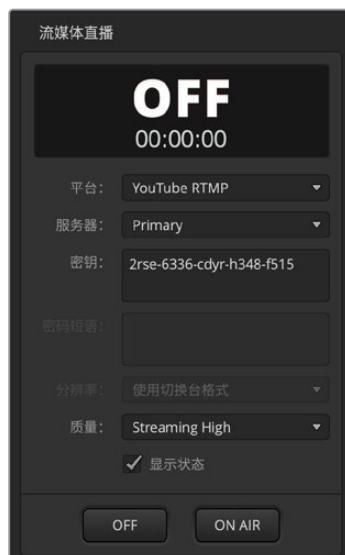 流媒体直播
OFF
00:00:00
平台： YouTube RTMP
服务器： Primary
密钥： 2rse-6336-cdyr-h348-f515
密码短语：
分辨率： 使用切换台格式
质量： Streaming High
显示状态
OFF ON AIR